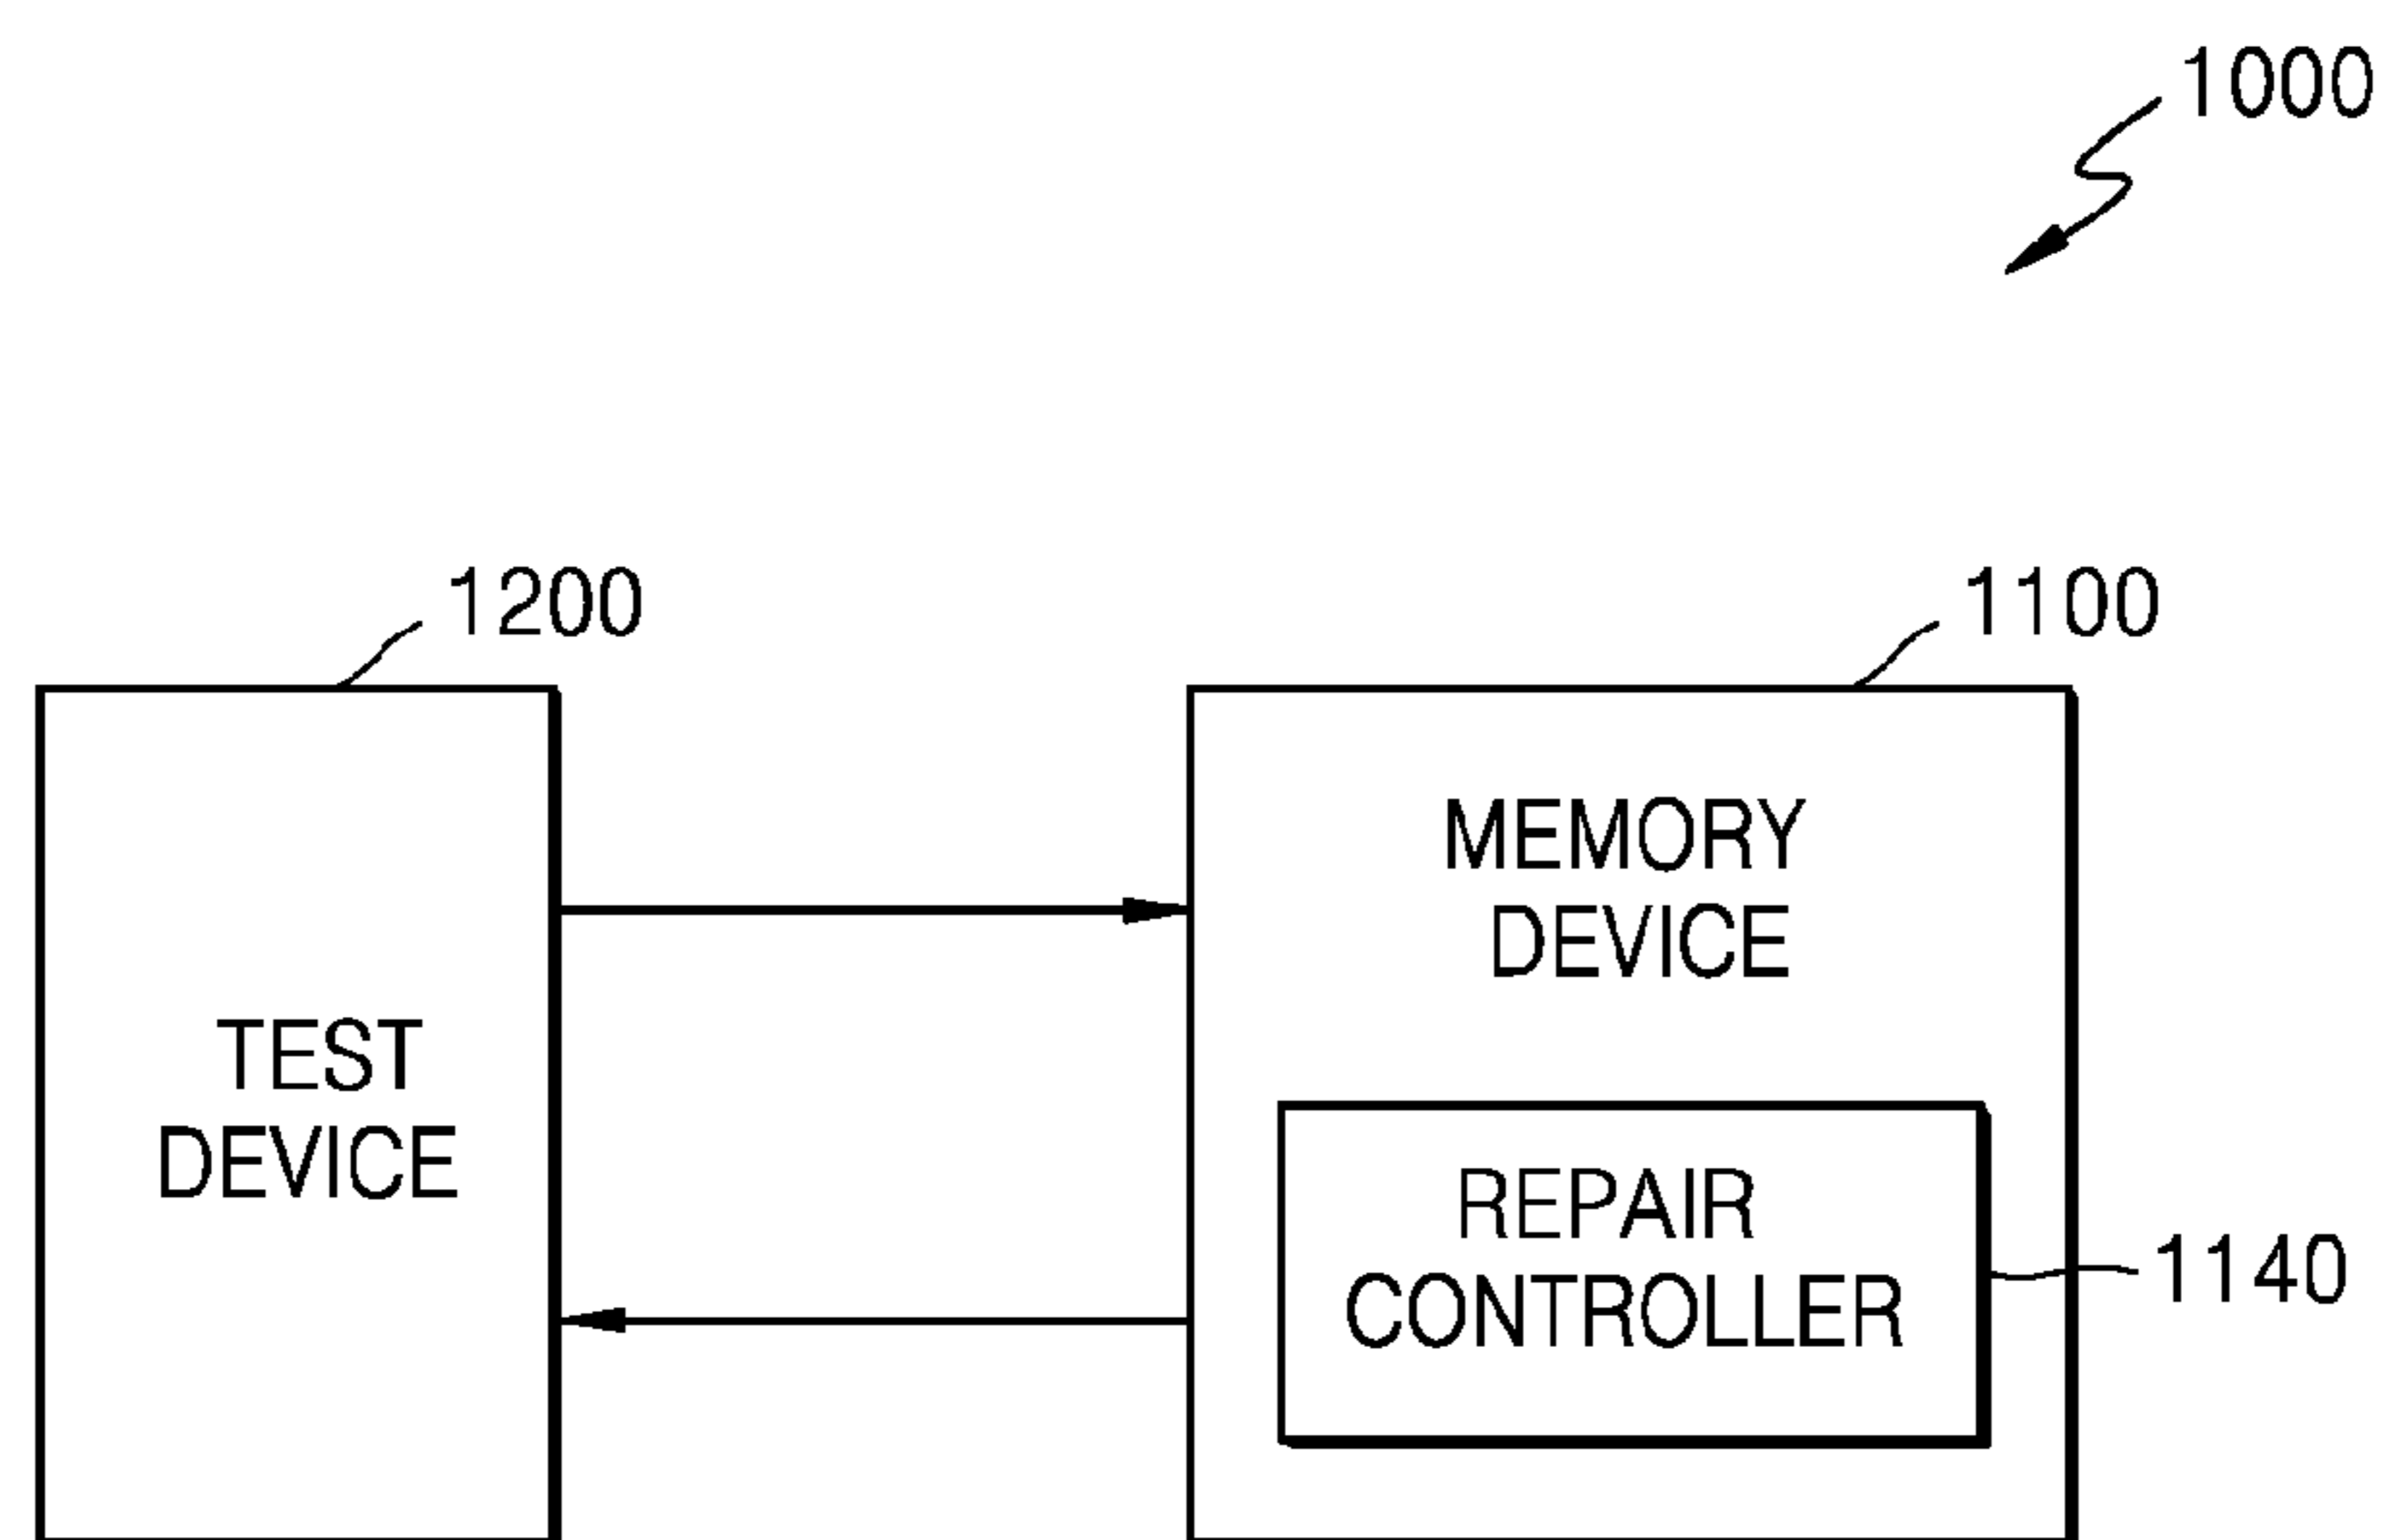 1000
1200
1100
MEMORY
DEVICE
TEST
DEVICE
REPAIR
CONTROLLER
1140